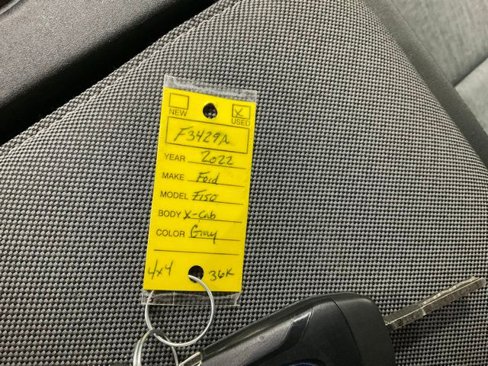 NEW USED
F3429A
YEAR 2022
MAKE Ford
MODEL F150
BODY X-Cab
COLOR Gray
4x4 36K